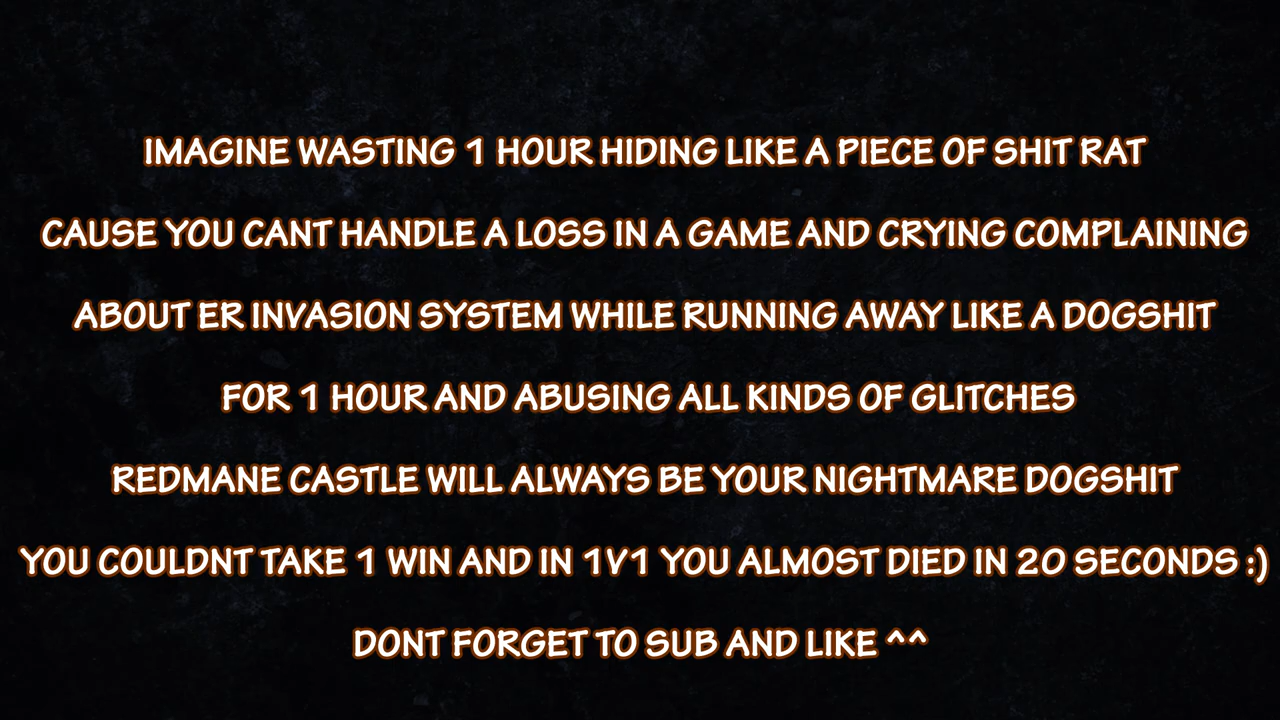 IMAGINE WASTING 1 HOUR HIDING LIKE A PIECE OF SHIT RAT
CAUSE YOU CANT HANDLE A LOSS IN A GAME AND CRYING COMPLAINING
ABOUT ER INVASION SYSTEM WHILE RUNNING AWAY LIKE A DOGSHIT
FOR 1 HOUR AND ABUSING ALL KINDS OF GLITCHES
REDMANE CASTLE WILL ALWAYS BE YOUR NIGHTMARE DOGSHIT
YOU COULDNT TAKE 1 WIN AND IN 1V1 YOU ALMOST DIED IN 20 SECONDS :)
DONT FORGET TO SUB AND LIKE ^^